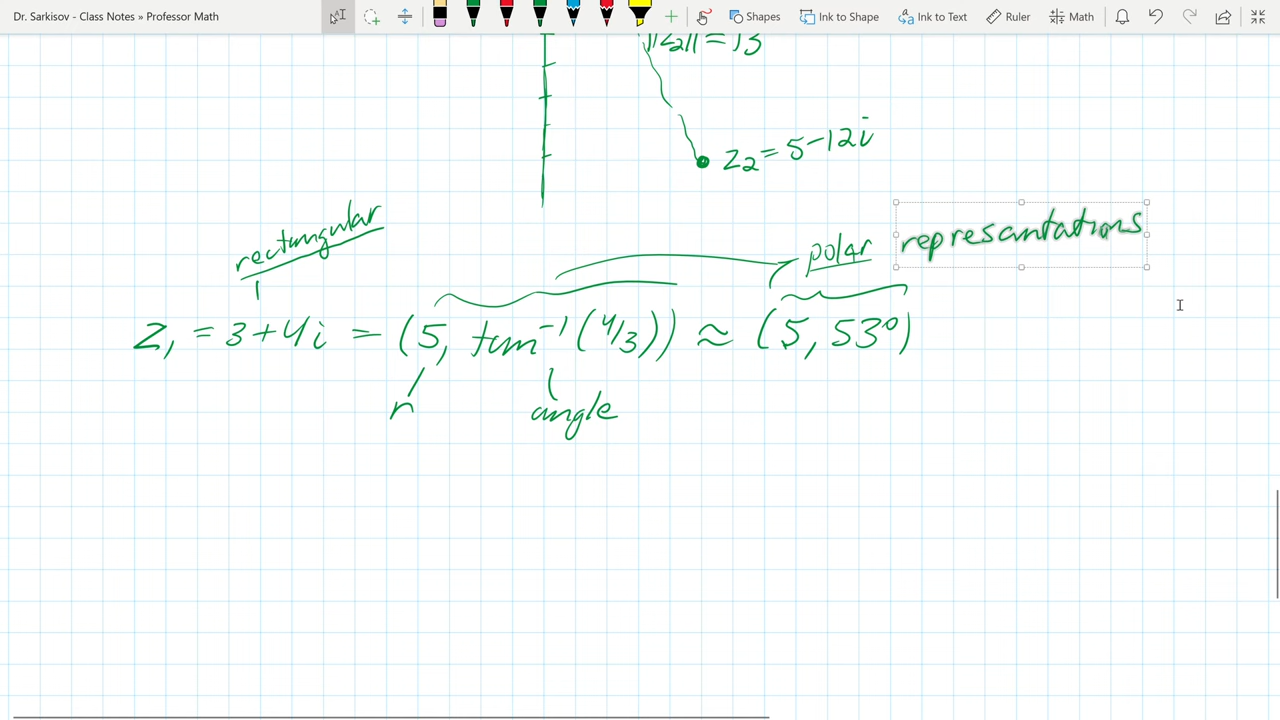 Dr. Sarkisov - Class Notes » Professor Math
Shapes
Ink to Shape
Ink to Text
Ruler
Math
||z₂|| = 13
z₂ = 5-12i
rectangular
polar
represantations
z₁ = 3+4i = (5, tan⁻¹(4/3)) ≈ (5, 53°)
r
angle